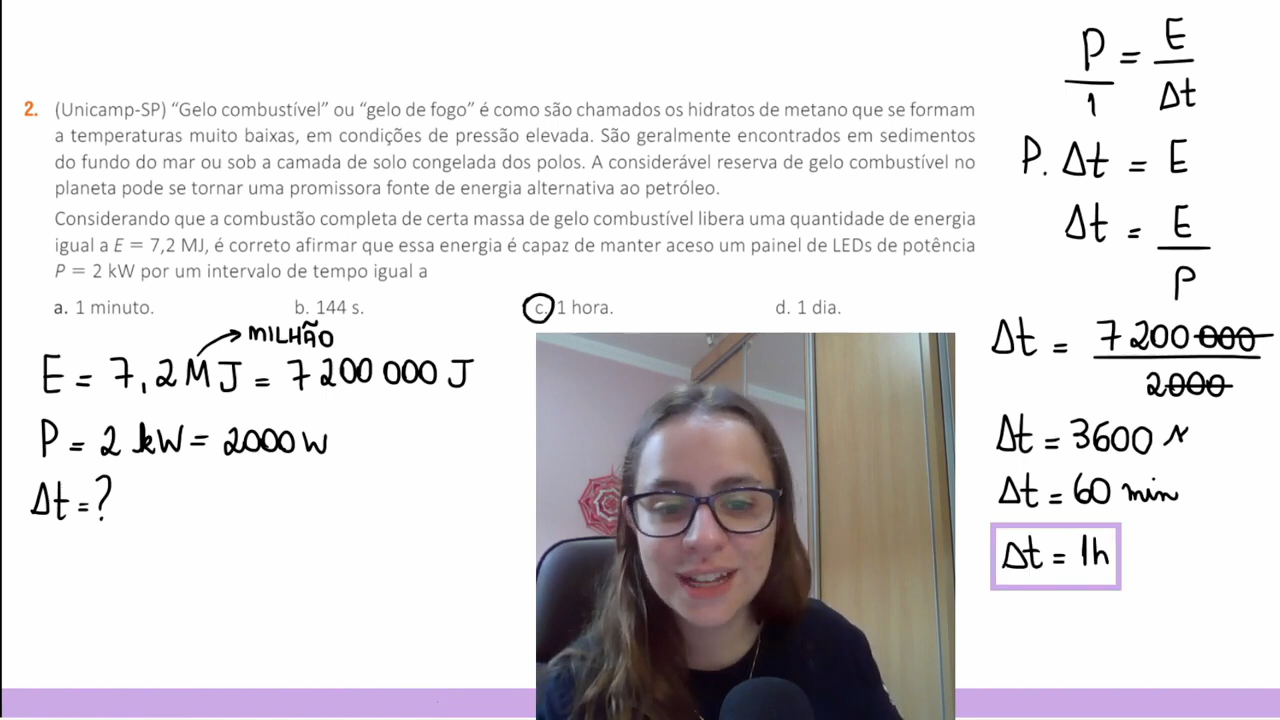 2. (Unicamp-SP) “Gelo combustível” ou “gelo de fogo” é como são chamados os hidratos de metano que se formam
a temperaturas muito baixas, em condições de pressão elevada. São geralmente encontrados em sedimentos
do fundo do mar ou sob a camada de solo congelada dos polos. A considerável reserva de gelo combustível no
planeta pode se tornar uma promissora fonte de energia alternativa ao petróleo.
Considerando que a combustão completa de certa massa de gelo combustível libera uma quantidade de energia
igual a E = 7,2 MJ, é correto afirmar que essa energia é capaz de manter aceso um painel de LEDs de potência
P = 2 kW por um intervalo de tempo igual a
a. 1 minuto. b. 144 s. c. 1 hora. d. 1 dia.
MILHÃO
E = 7,2 MJ = 7 200 000 J
P = 2 kW = 2000 W
Δt = ?
P = E
1 Δt
P. Δt = E
Δt = E
P
Δt = 7 200 000
2000
Δt = 3600 s
Δt = 60 min
Δt = 1h